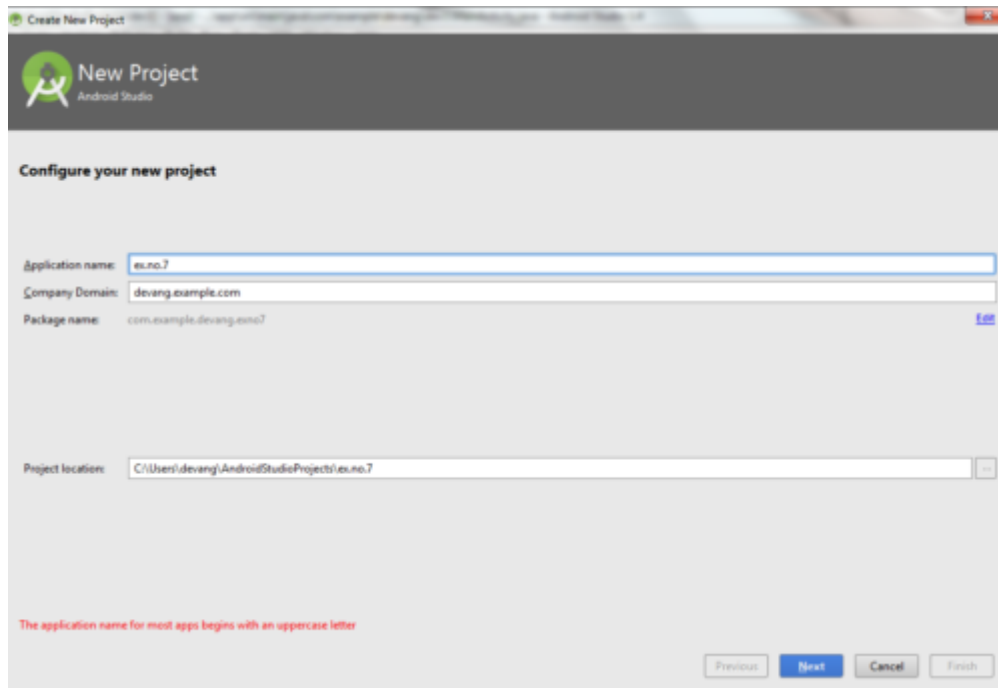 Create New Project
New Project
Android Studio
Configure your new project
Application name: ex.no.7
Company Domain: devang.example.com
Package name: com.example.devang.exno7 Edit
Project location: C:\Users\devang\AndroidStudioProjects\ex.no.7 ...
The application name for most apps begins with an uppercase letter
Previous Next Cancel Finish